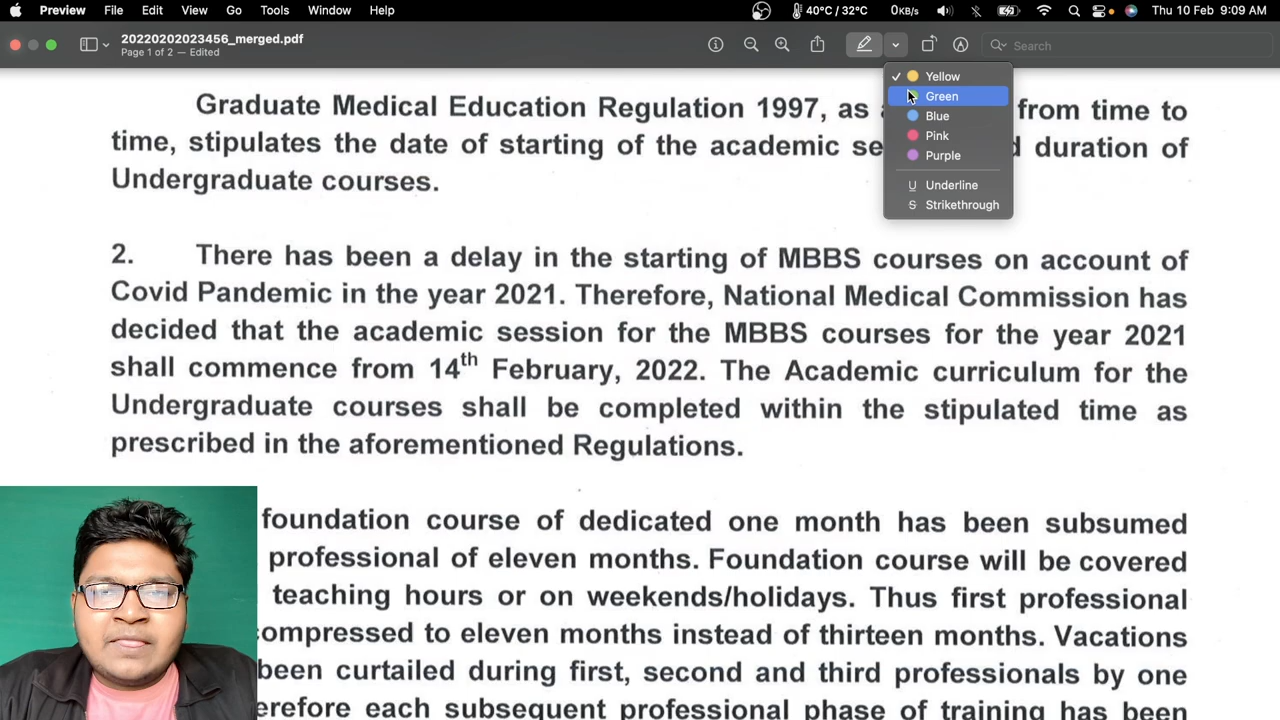 Preview File Edit View Go Tools Window Help 40°C / 32°C 0KB/s Thu 10 Feb 9:09 AM
20220202023456_merged.pdf
Page 1 of 2 — Edited
Search
Yellow
Green
Blue
Pink
Purple
U Underline
S Strikethrough
Graduate Medical Education Regulation 1997, as from time to
time, stipulates the date of starting of the academic duration of
Undergraduate courses.
2. There has been a delay in the starting of MBBS courses on account of
Covid Pandemic in the year 2021. Therefore, National Medical Commission has
decided that the academic session for the MBBS courses for the year 2021
shall commence from 14th February, 2022. The Academic curriculum for the
Undergraduate courses shall be completed within the stipulated time as
prescribed in the aforementioned Regulations.
foundation course of dedicated one month has been subsumed
professional of eleven months. Foundation course will be covered
teaching hours or on weekends/holidays. Thus first professional
compressed to eleven months instead of thirteen months. Vacations
been curtailed during first, second and third professionals by one
each subsequent professional phase of training has been